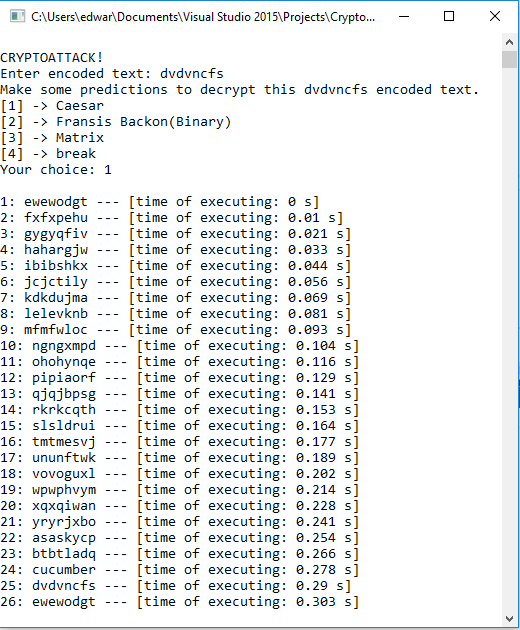 C:\Users\edwar\Documents\Visual Studio 2015\Projects\Crypto...
CRYPTOATTACK!
Enter encoded text: dvdvncfs
Make some predictions to decrypt this dvdvncfs encoded text.
[1] -> Caesar
[2] -> Fransis Backon(Binary)
[3] -> Matrix
[4] -> break
Your choice: 1
1: ewewodgt --- [time of executing: 0 s]
2: fxfxpehu --- [time of executing: 0.01 s]
3: gygyqfiv --- [time of executing: 0.021 s]
4: hahargjw --- [time of executing: 0.033 s]
5: ibibshkx --- [time of executing: 0.044 s]
6: jcjctily --- [time of executing: 0.056 s]
7: kdkdujma --- [time of executing: 0.069 s]
8: lelevknb --- [time of executing: 0.081 s]
9: mfmfwloc --- [time of executing: 0.093 s]
10: ngngxmpd --- [time of executing: 0.104 s]
11: ohohynqe --- [time of executing: 0.116 s]
12: pipiaorf --- [time of executing: 0.129 s]
13: qjqjbpsg --- [time of executing: 0.141 s]
14: rkrkcqth --- [time of executing: 0.153 s]
15: slsldrui --- [time of executing: 0.164 s]
16: tmtmesvj --- [time of executing: 0.177 s]
17: ununftwk --- [time of executing: 0.189 s]
18: vovoguxl --- [time of executing: 0.202 s]
19: wpwphvym --- [time of executing: 0.214 s]
20: xqxqiwan --- [time of executing: 0.228 s]
21: yryrjxbo --- [time of executing: 0.241 s]
22: asaskycp --- [time of executing: 0.254 s]
23: btbtladq --- [time of executing: 0.266 s]
24: cucumber --- [time of executing: 0.278 s]
25: dvdvncfs --- [time of executing: 0.29 s]
26: ewewodgt --- [time of executing: 0.303 s]